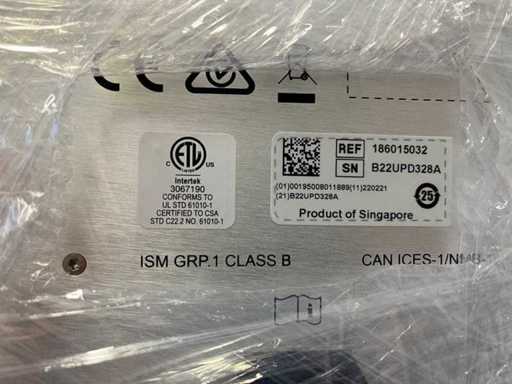 CE
C ETL US
Intertek
3067190
CONFORMS TO
UL STD 61010-1
CERTIFIED TO CSA
STD C22.2 NO. 61010-1
REF 186015032
SN B22UPD328A
(01)00195008011889(11)220221
(21)B22UPD328A
25
Product of Singapore
ISM GRP.1 CLASS B
CAN ICES-1/NMB-